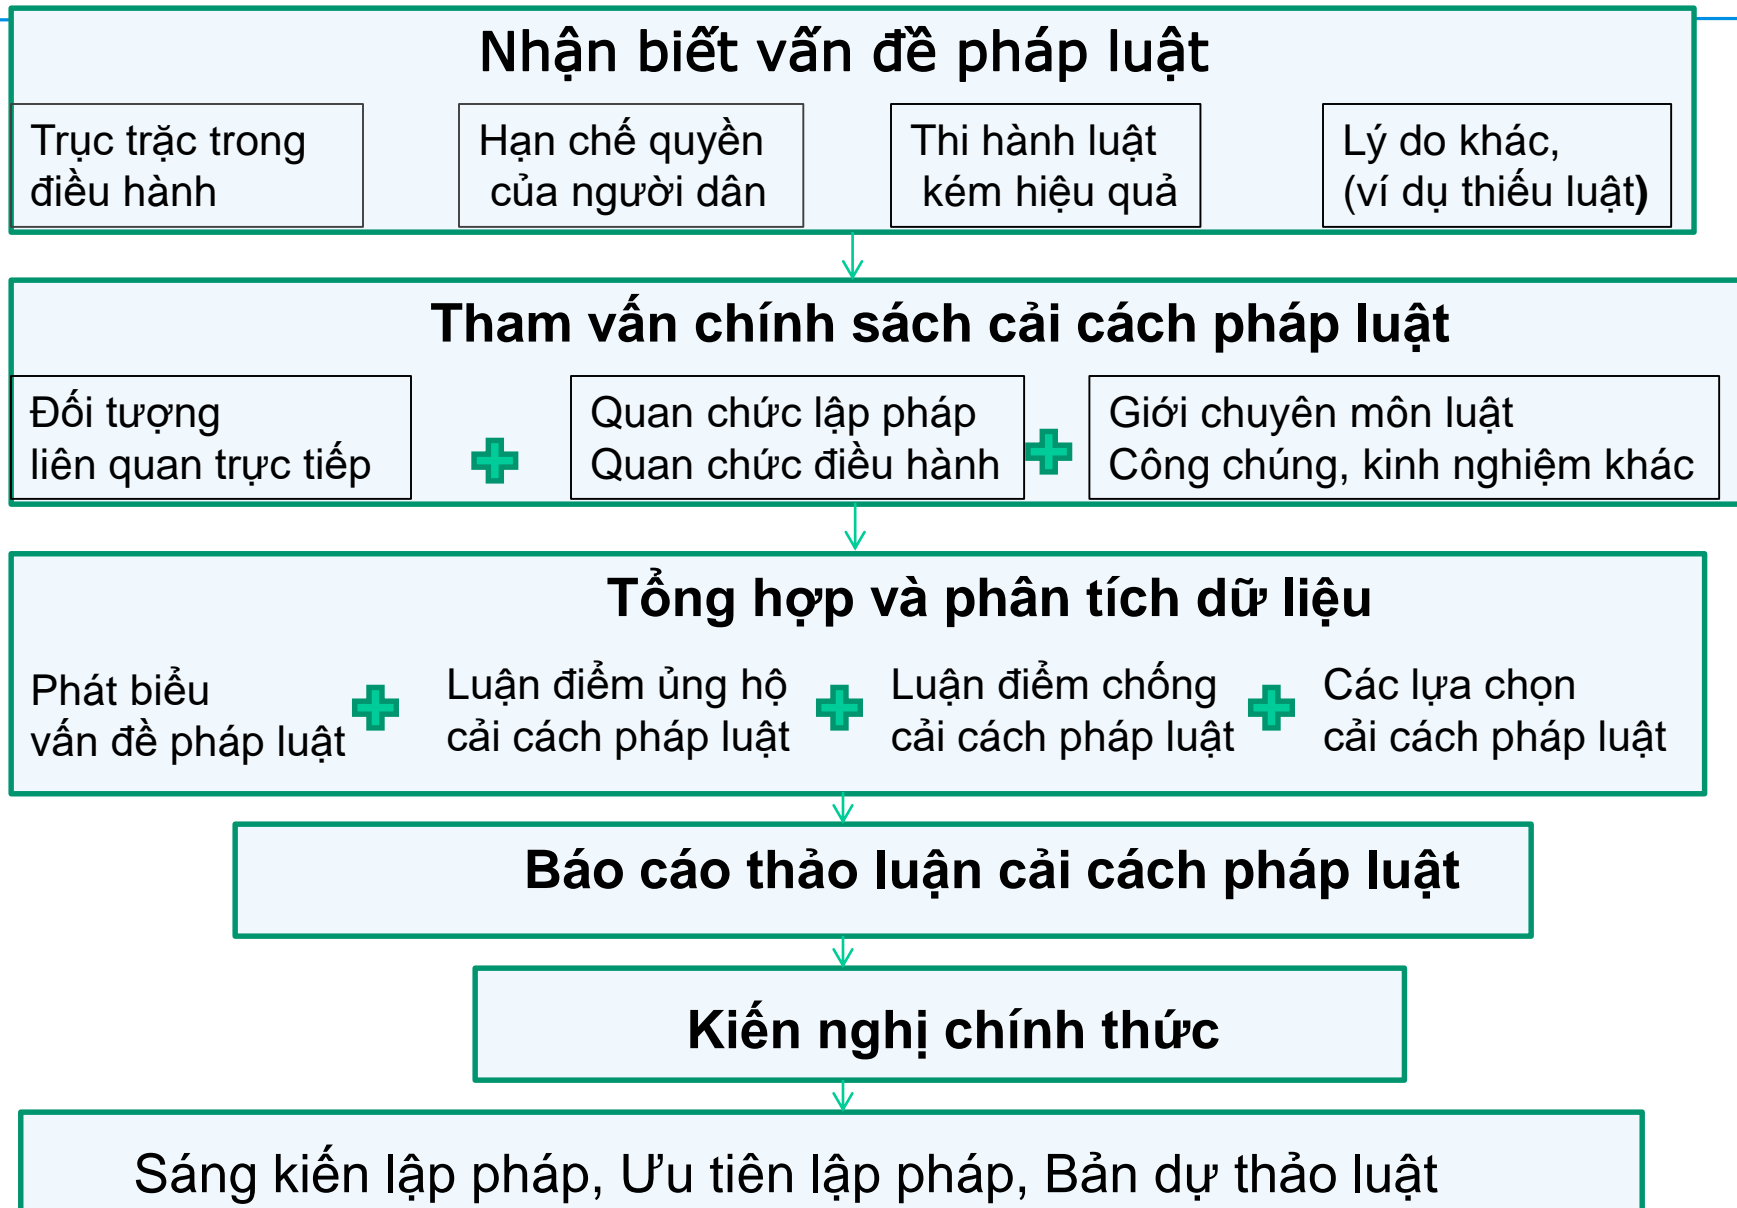 Nhận biết vấn đề pháp luật
Trục trặc trong
điều hành
Hạn chế quyền
của người dân
Thi hành luật
kém hiệu quả
Lý do khác,
(ví dụ thiếu luật)
Tham vấn chính sách cải cách pháp luật
Đối tượng
liên quan trực tiếp
Quan chức lập pháp
Quan chức điều hành
Giới chuyên môn luật
Công chúng, kinh nghiệm khác
Tổng hợp và phân tích dữ liệu
Phát biểu
vấn đề pháp luật
Luận điểm ủng hộ
cải cách pháp luật
Luận điểm chống
cải cách pháp luật
Các lựa chọn
cải cách pháp luật
Báo cáo thảo luận cải cách pháp luật
Kiến nghị chính thức
Sáng kiến lập pháp, Ưu tiên lập pháp, Bản dự thảo luật